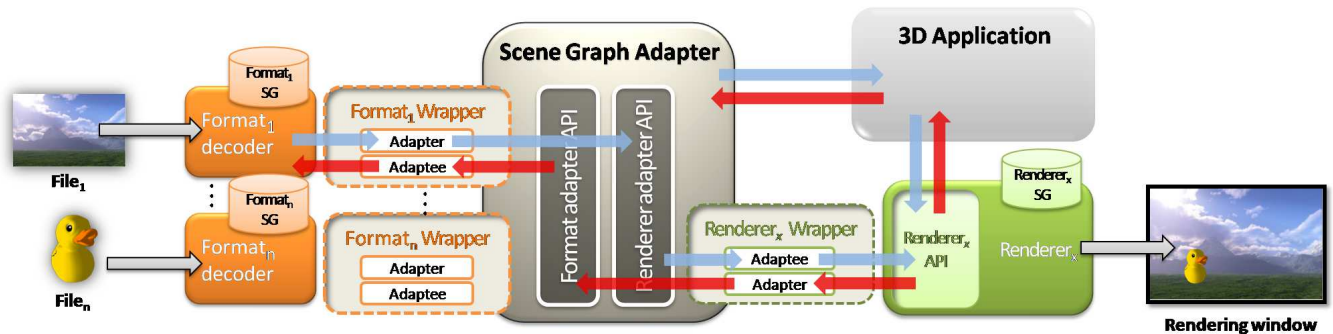 File₁
Fileₙ
Format₁
SG
Format₁
decoder
Formatₙ
SG
Formatₙ
decoder
Format₁ Wrapper
Adapter
Adaptee
Formatₙ Wrapper
Adapter
Adaptee
Scene Graph Adapter
Format adapter API
Renderer adapter API
Rendererₓ Wrapper
Adaptee
Adapter
3D Application
Rendererₓ
API
Rendererₓ
SG
Rendererₓ
Rendering window